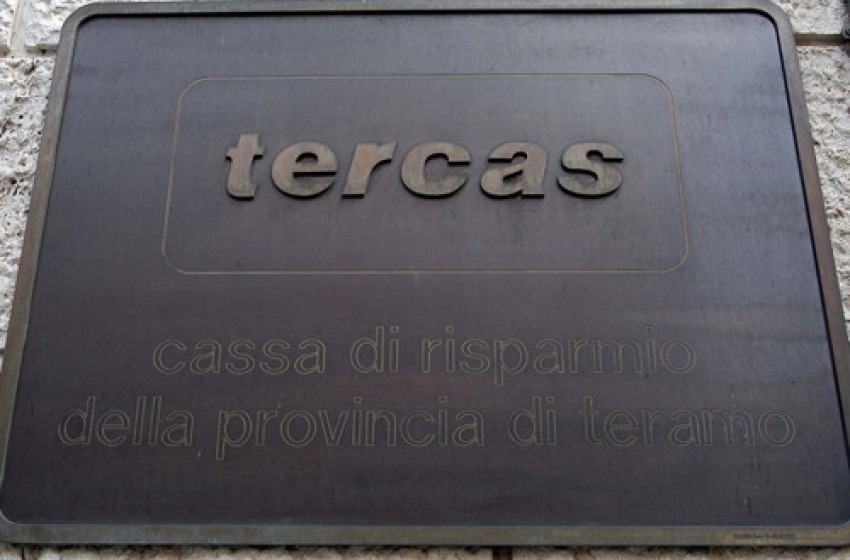 tercas
cassa di risparmio
della provincia di teramo